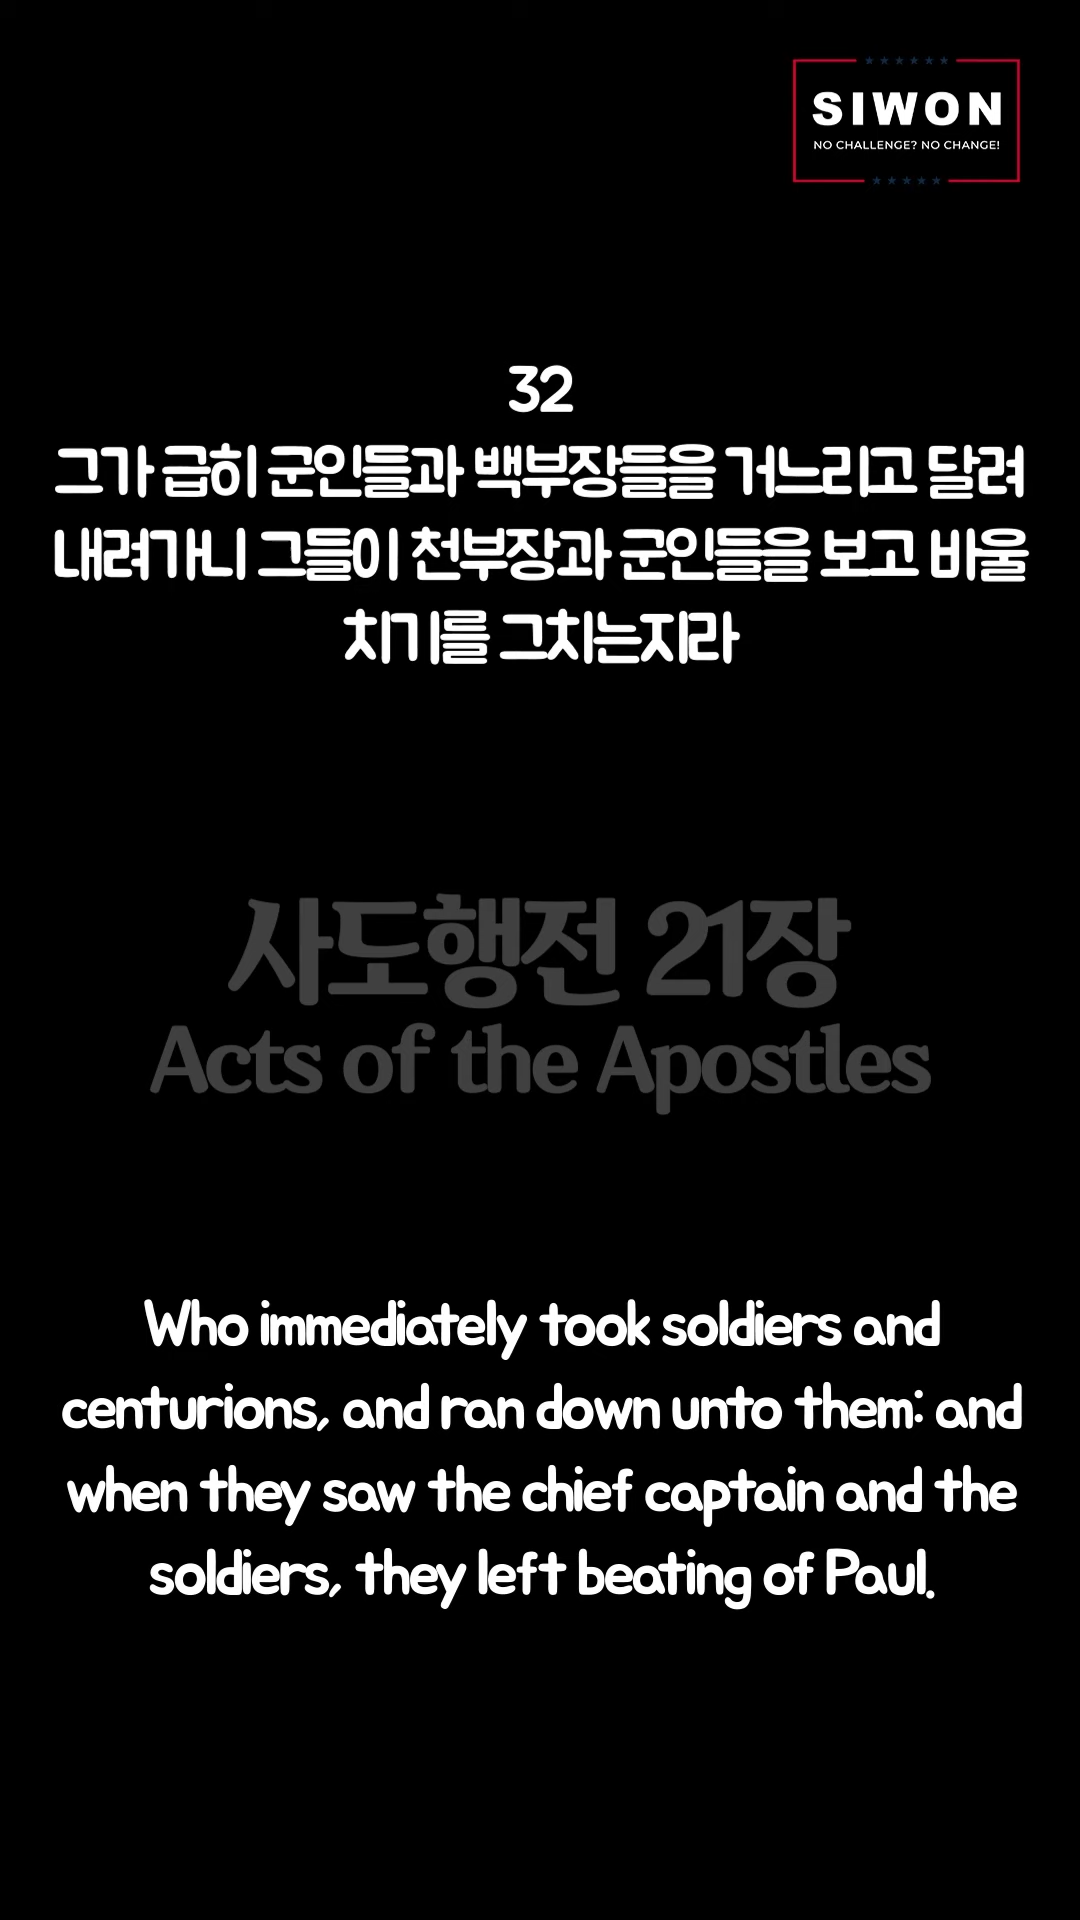 SIWON
NO CHALLENGE? NO CHANGE!
32
그가 급히 군인들과 백부장들을 거느리고 달려
내려가니 그들이 천부장과 군인들을 보고 바울
치기를 그치는지라
사도행전 21장
Acts of the Apostles
Who immediately took soldiers and
centurions, and ran down unto them: and
when they saw the chief captain and the
soldiers, they left beating of Paul.